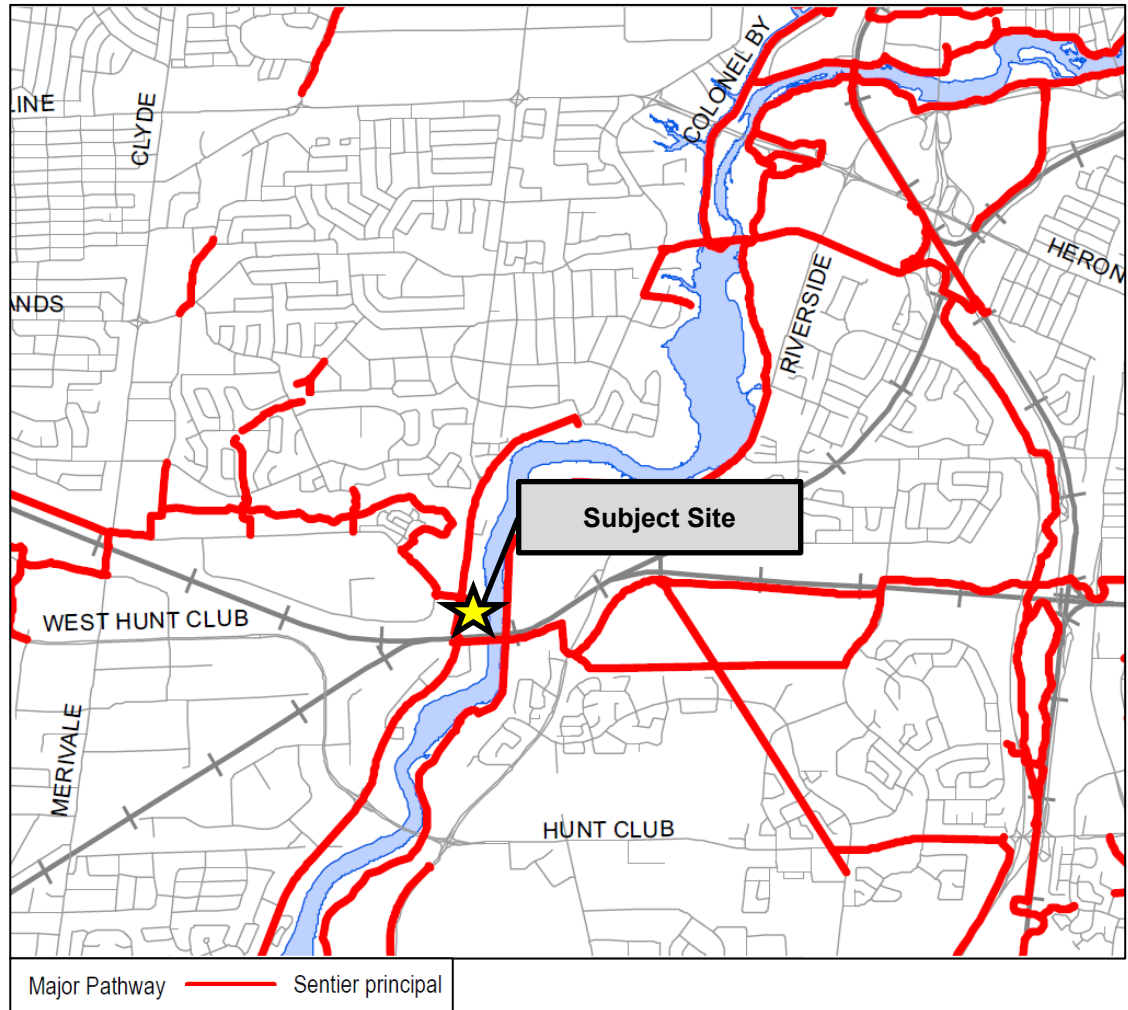 COLONEL BY
LINE
CLYDE
HERON
ANDS
RIVERSIDE
Subject Site
WEST HUNT CLUB
MERIVALE
HUNT CLUB
Major Pathway Sentier principal